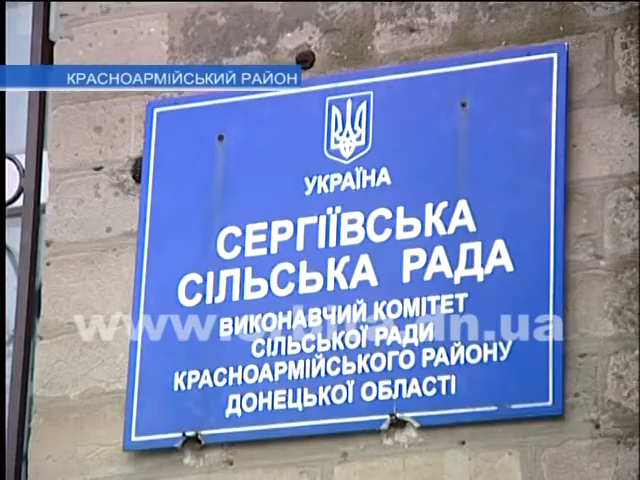 КРАСНОАРМІЙСЬКИЙ РАЙОН
УКРАЇНА
СЕРГІЇВСЬКА
СІЛЬСЬКА РАДА
ВИКОНАВЧИЙ КОМІТЕТ
СІЛЬСЬКОЇ РАДИ
КРАСНОАРМІЙСЬКОГО РАЙОНУ
ДОНЕЦЬКОЇ ОБЛАСТІ